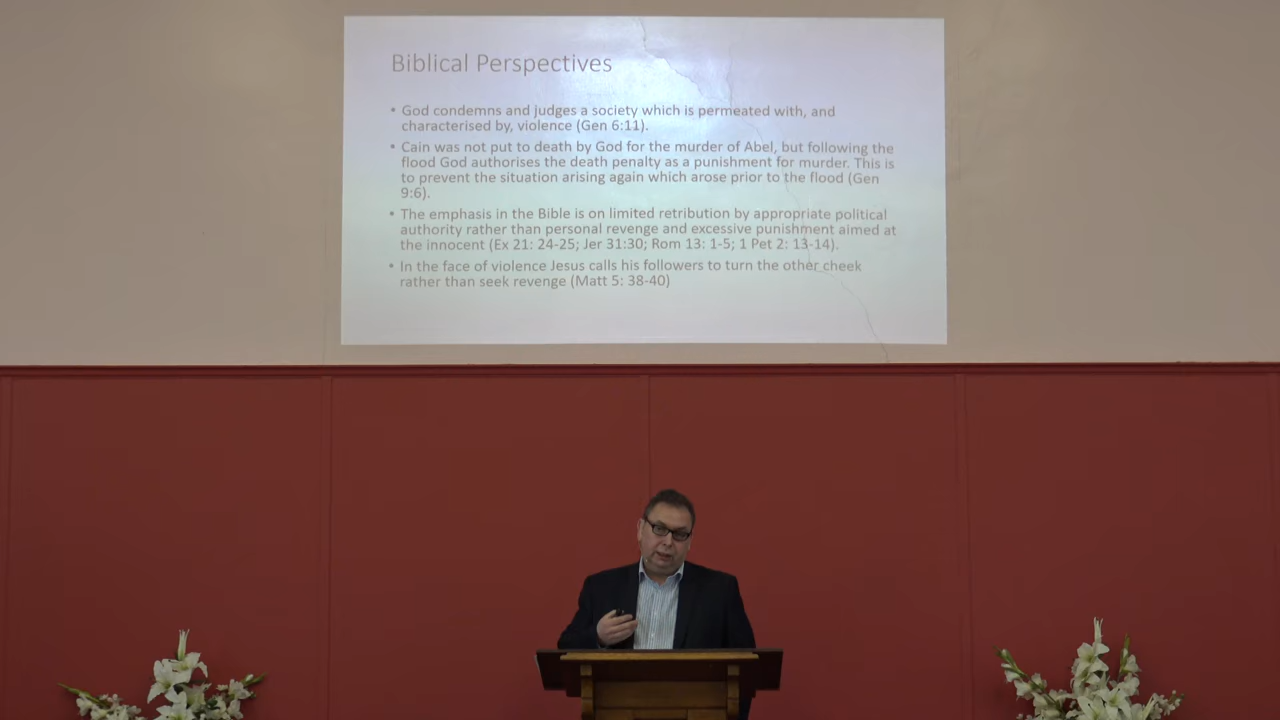 Biblical Perspectives
• God condemns and judges a society which is permeated with, and
characterised by, violence (Gen 6:11).
• Cain was not put to death by God for the murder of Abel, but following the
flood God authorises the death penalty as a punishment for murder. This is
to prevent the situation arising again which arose prior to the flood (Gen
9:6).
• The emphasis in the Bible is on limited retribution by appropriate political
authority rather than personal revenge and excessive punishment aimed at
the innocent (Ex 21: 24-25; Jer 31:30; Rom 13: 1-5; 1 Pet 2: 13-14).
• In the face of violence Jesus calls his followers to turn the other cheek
rather than seek revenge (Matt 5: 38-40)